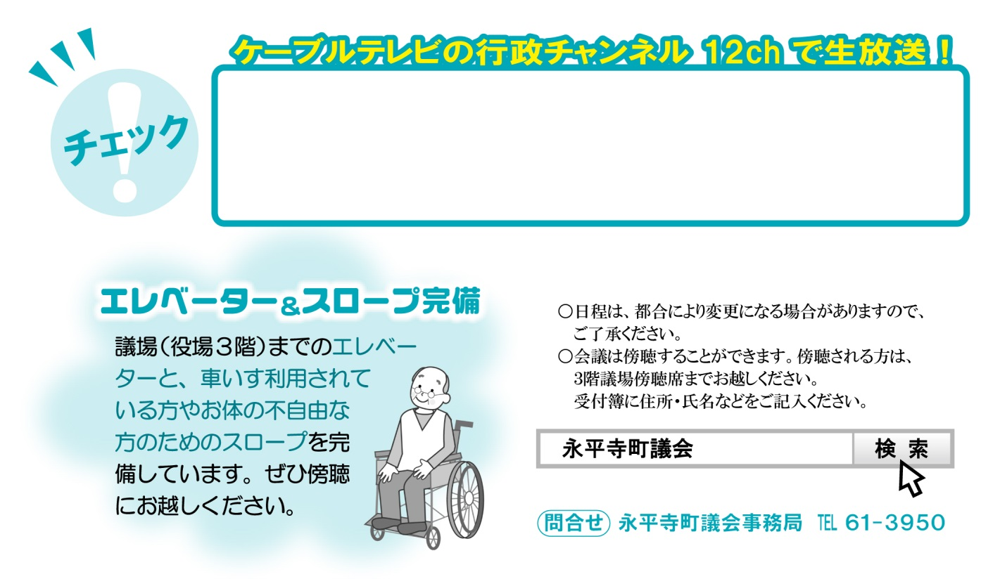 チェック
ケーブルテレビの行政チャンネル 12ch で生放送！
エレベーター&スロープ完備
議場（役場３階）までのエレベー
ターと、車いす利用されて
いる方やお体の不自由な
方のためのスロープを完
備しています。ぜひ傍聴
にお越しください。
○日程は、都合により変更になる場合がありますので、
ご了承ください。
○会議は傍聴することができます。傍聴される方は、
3階議場傍聴席までお越しください。
受付簿に住所・氏名などをご記入ください。
永平寺町議会 検索
問合せ 永平寺町議会事務局 ℡ 61-3950